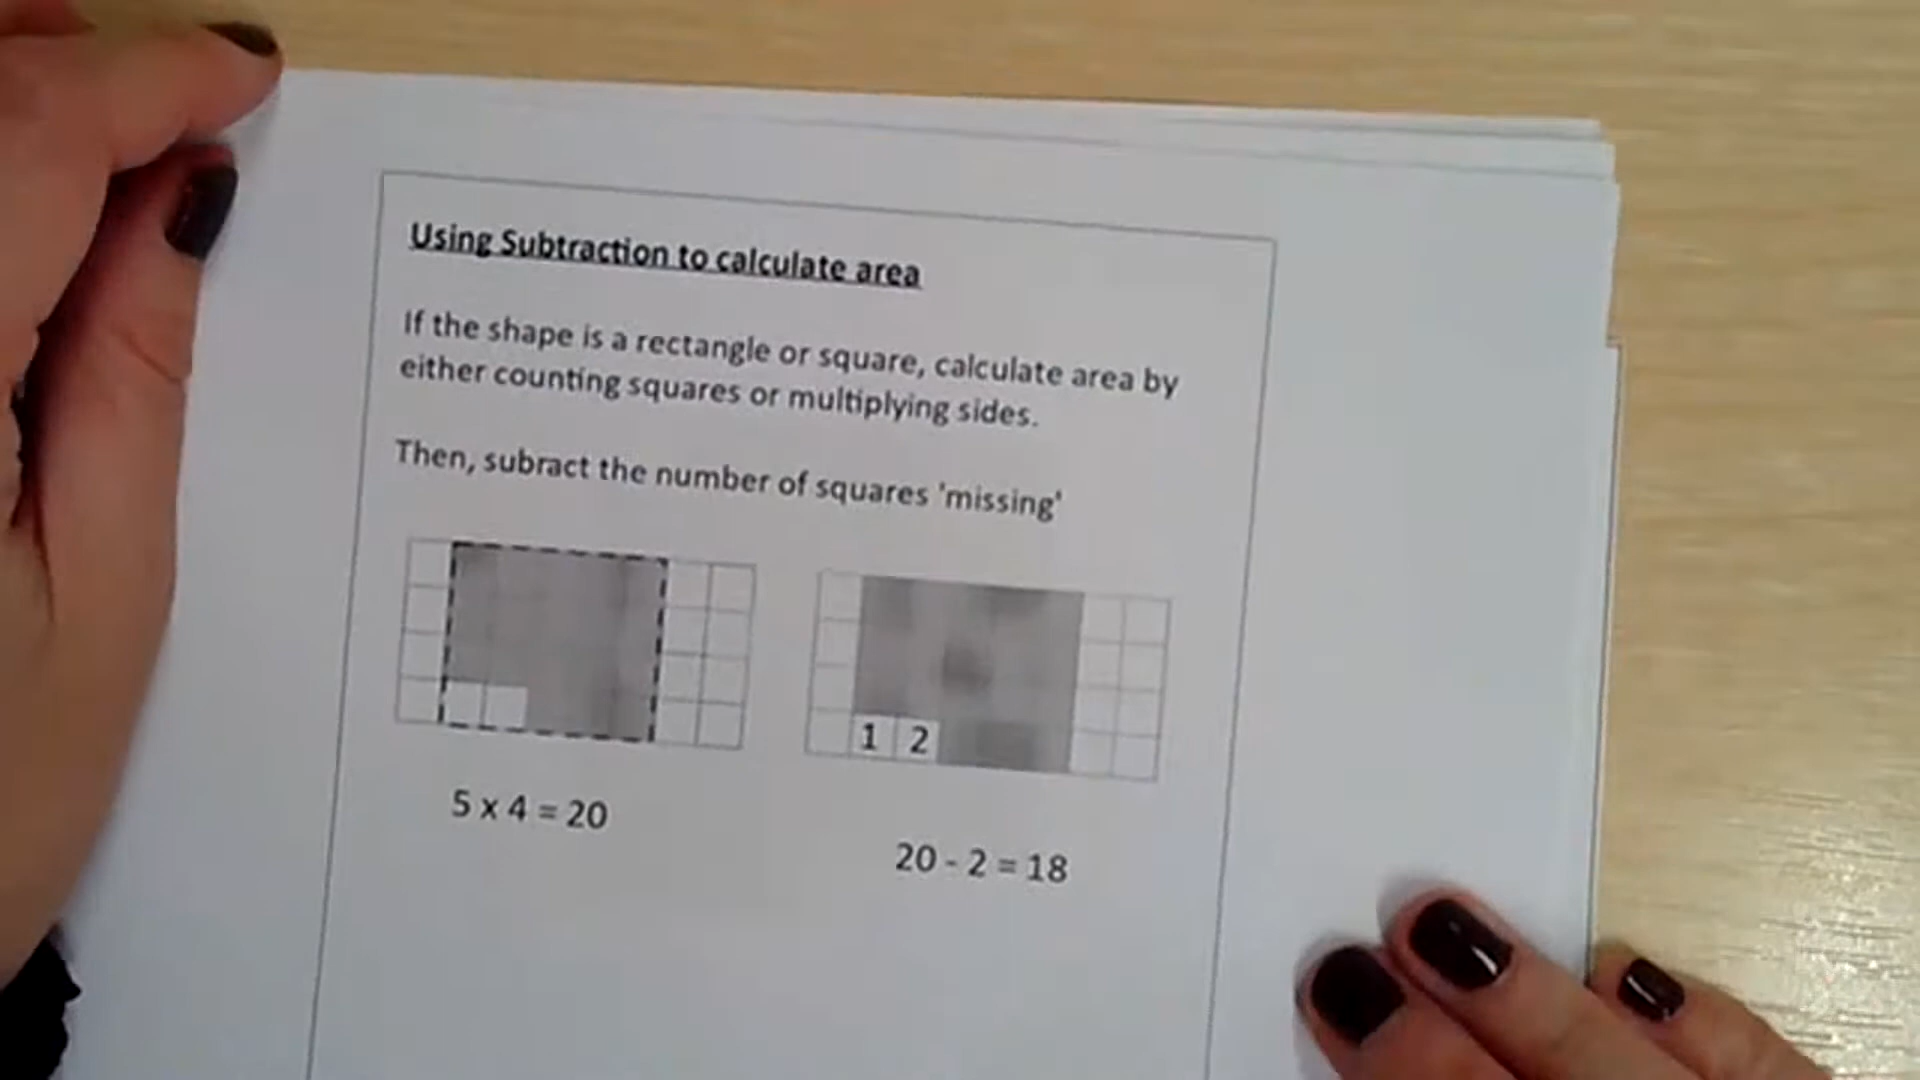 Using Subtraction to calculate area
If the shape is a rectangle or square, calculate area by
either counting squares or multiplying sides.
Then, subract the number of squares 'missing'
1 2
5 x 4 = 20
20 - 2 = 18